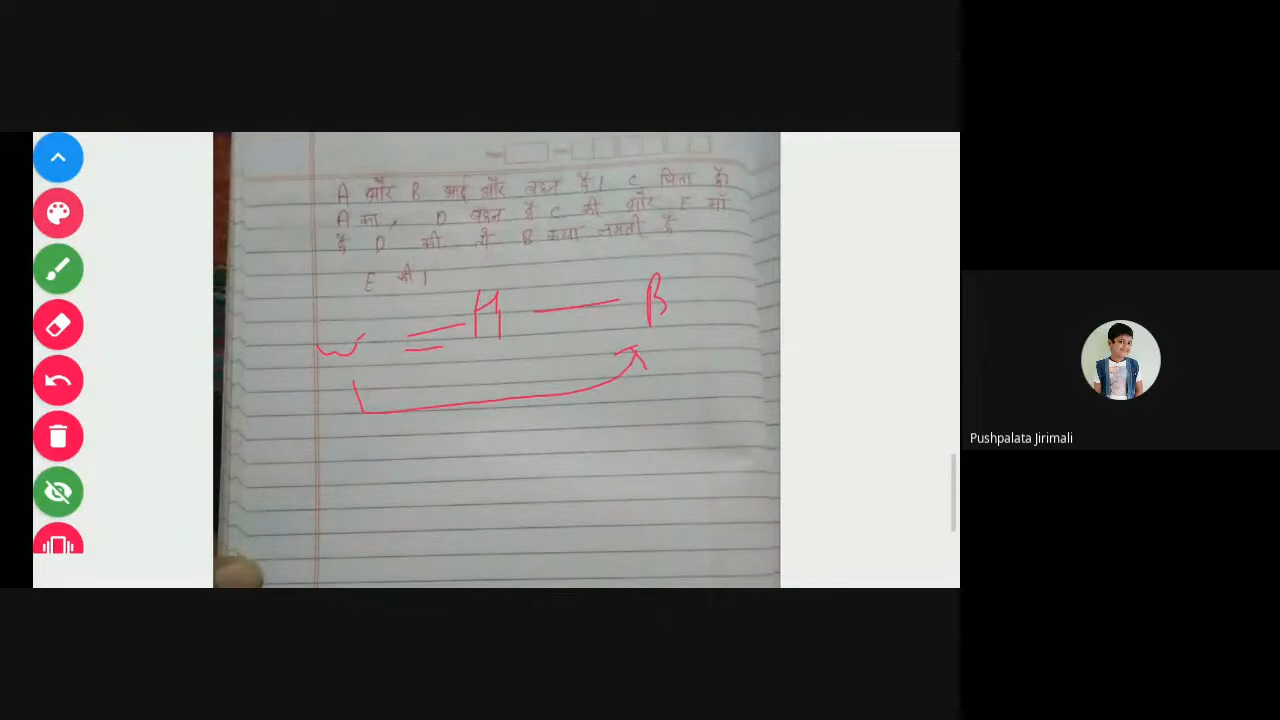 A और B भाई और बहन हैं। C पिता है।
A का, D बहन है C की और E माँ
है D की तो B क्या लगती है
E की।
H B
Pushpalata Jirimali